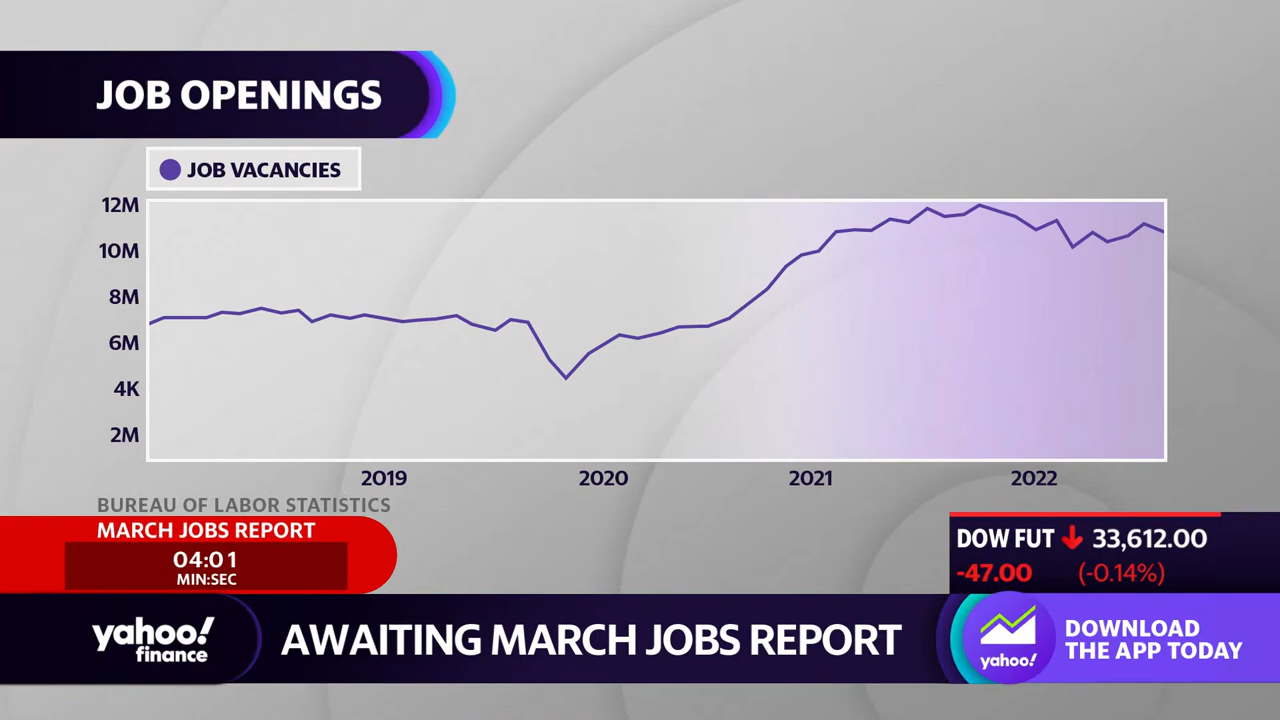 JOB OPENINGS
JOB VACANCIES
12M
10M
8M
6M
4K
2M
2019 2020 2021 2022
BUREAU OF LABOR STATISTICS
MARCH JOBS REPORT
04:01
MIN:SEC
DOW FUT 33,612.00
-47.00 (-0.14%)
yahoo!
finance
AWAITING MARCH JOBS REPORT
yahoo!
DOWNLOAD
THE APP TODAY